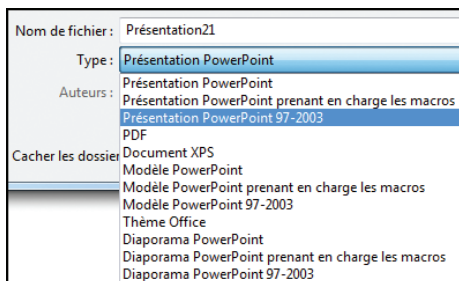 Nom de fichier : Présentation21
Type : Présentation PowerPoint
Auteurs :
Présentation PowerPoint
Présentation PowerPoint prenant en charge les macros
Présentation PowerPoint 97-2003
PDF
Cacher les dossier
Document XPS
Modèle PowerPoint
Modèle PowerPoint prenant en charge les macros
Modèle PowerPoint 97-2003
Thème Office
Diaporama PowerPoint
Diaporama PowerPoint prenant en charge les macros
Diaporama PowerPoint 97-2003